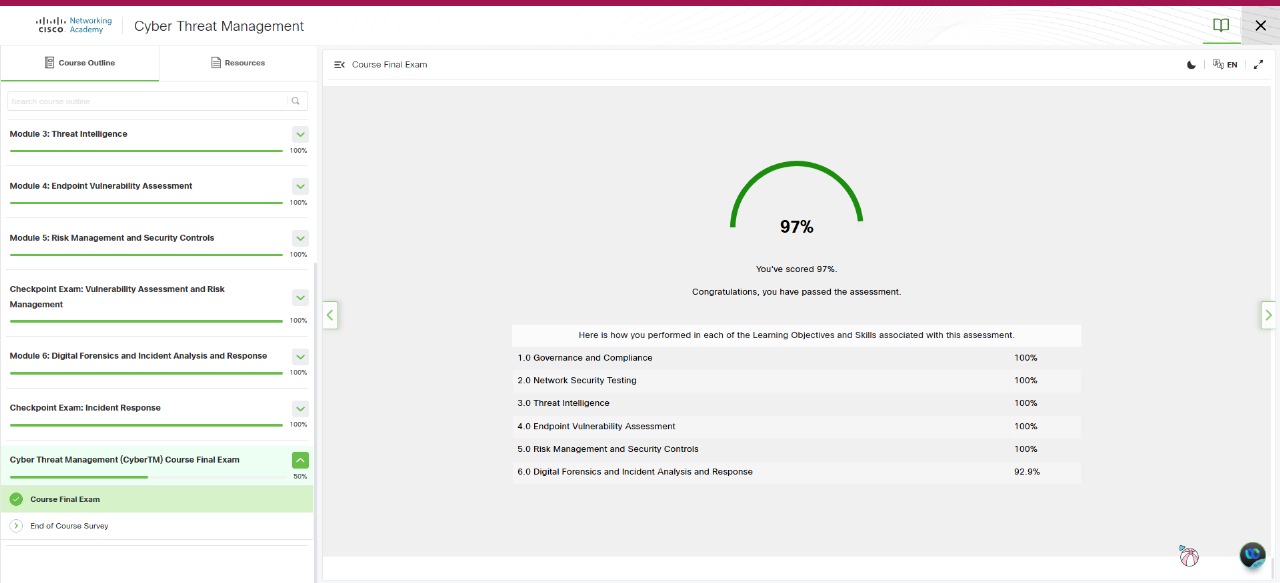 CISCO Networking Academy
Cyber Threat Management
Course Outline
Resources
Search course outline
Module 3: Threat Intelligence
100%
Module 4: Endpoint Vulnerability Assessment
100%
Module 5: Risk Management and Security Controls
100%
Checkpoint Exam: Vulnerability Assessment and Risk
Management
100%
Module 6: Digital Forensics and Incident Analysis and Response
100%
Checkpoint Exam: Incident Response
100%
Cyber Threat Management (CyberTM) Course Final Exam
50%
Course Final Exam
End of Course Survey
Course Final Exam
EN
97%
You've scored 97%.
Congratulations, you have passed the assessment.
Here is how you performed in each of the Learning Objectives and Skills associated with this assessment.
1.0 Governance and Compliance 100%
2.0 Network Security Testing 100%
3.0 Threat Intelligence 100%
4.0 Endpoint Vulnerability Assessment 100%
5.0 Risk Management and Security Controls 100%
6.0 Digital Forensics and Incident Analysis and Response 92.9%